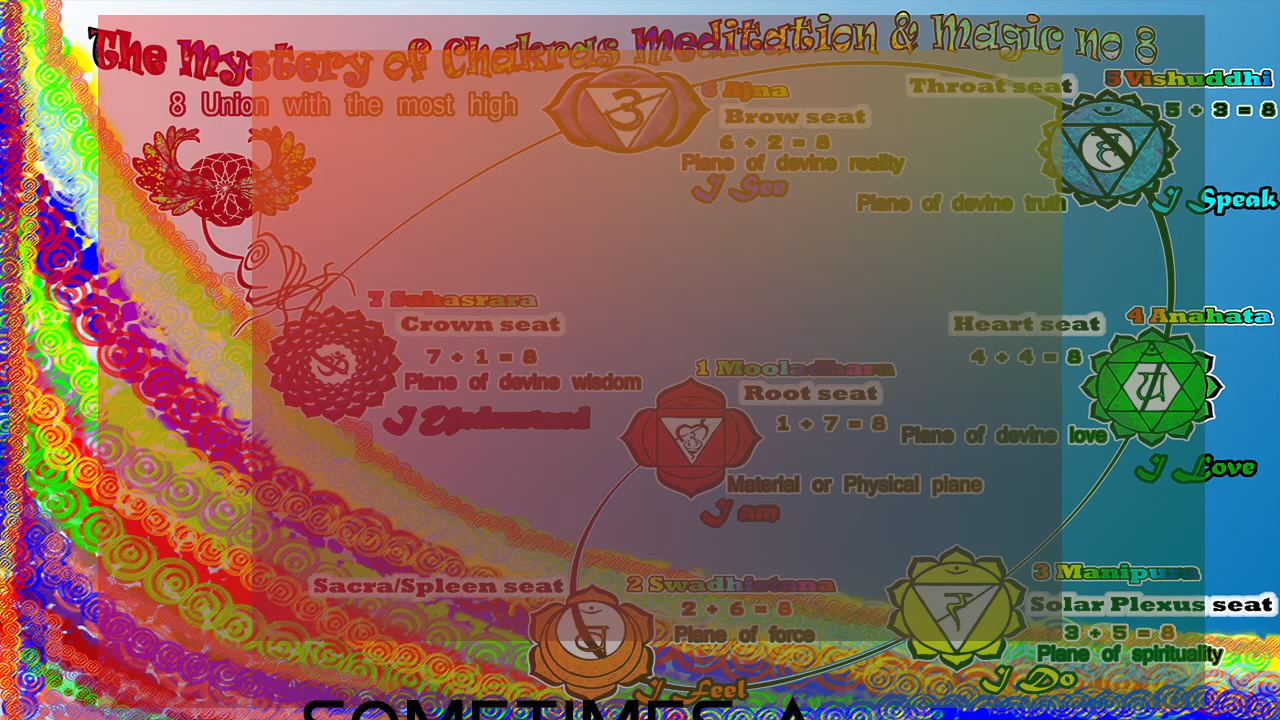 The Mystery of Chakras Meditation & Magic no 8
8 Union with the most high
6 Ajna
Brow seat
6 + 2 = 8
Plane of devine reality
I See
Throat seat
5 Vishuddhi
5 + 3 = 8
Plane of devine truth
I Speak
7 Sahasrara
Crown seat
7 + 1 = 8
Plane of devine wisdom
I Understand
1 Mooladhara
Root seat
1 + 7 = 8
Material or Physical plane
I am
Heart seat
4 Anahata
4 + 4 = 8
Plane of devine love
I Love
Sacra/Spleen seat
2 Swadhistana
2 + 6 = 8
Plane of force
I Feel
3 Manipura
Solar Plexus seat
3 + 5 = 8
Plane of spirituality
I Do
SOMETIMES A